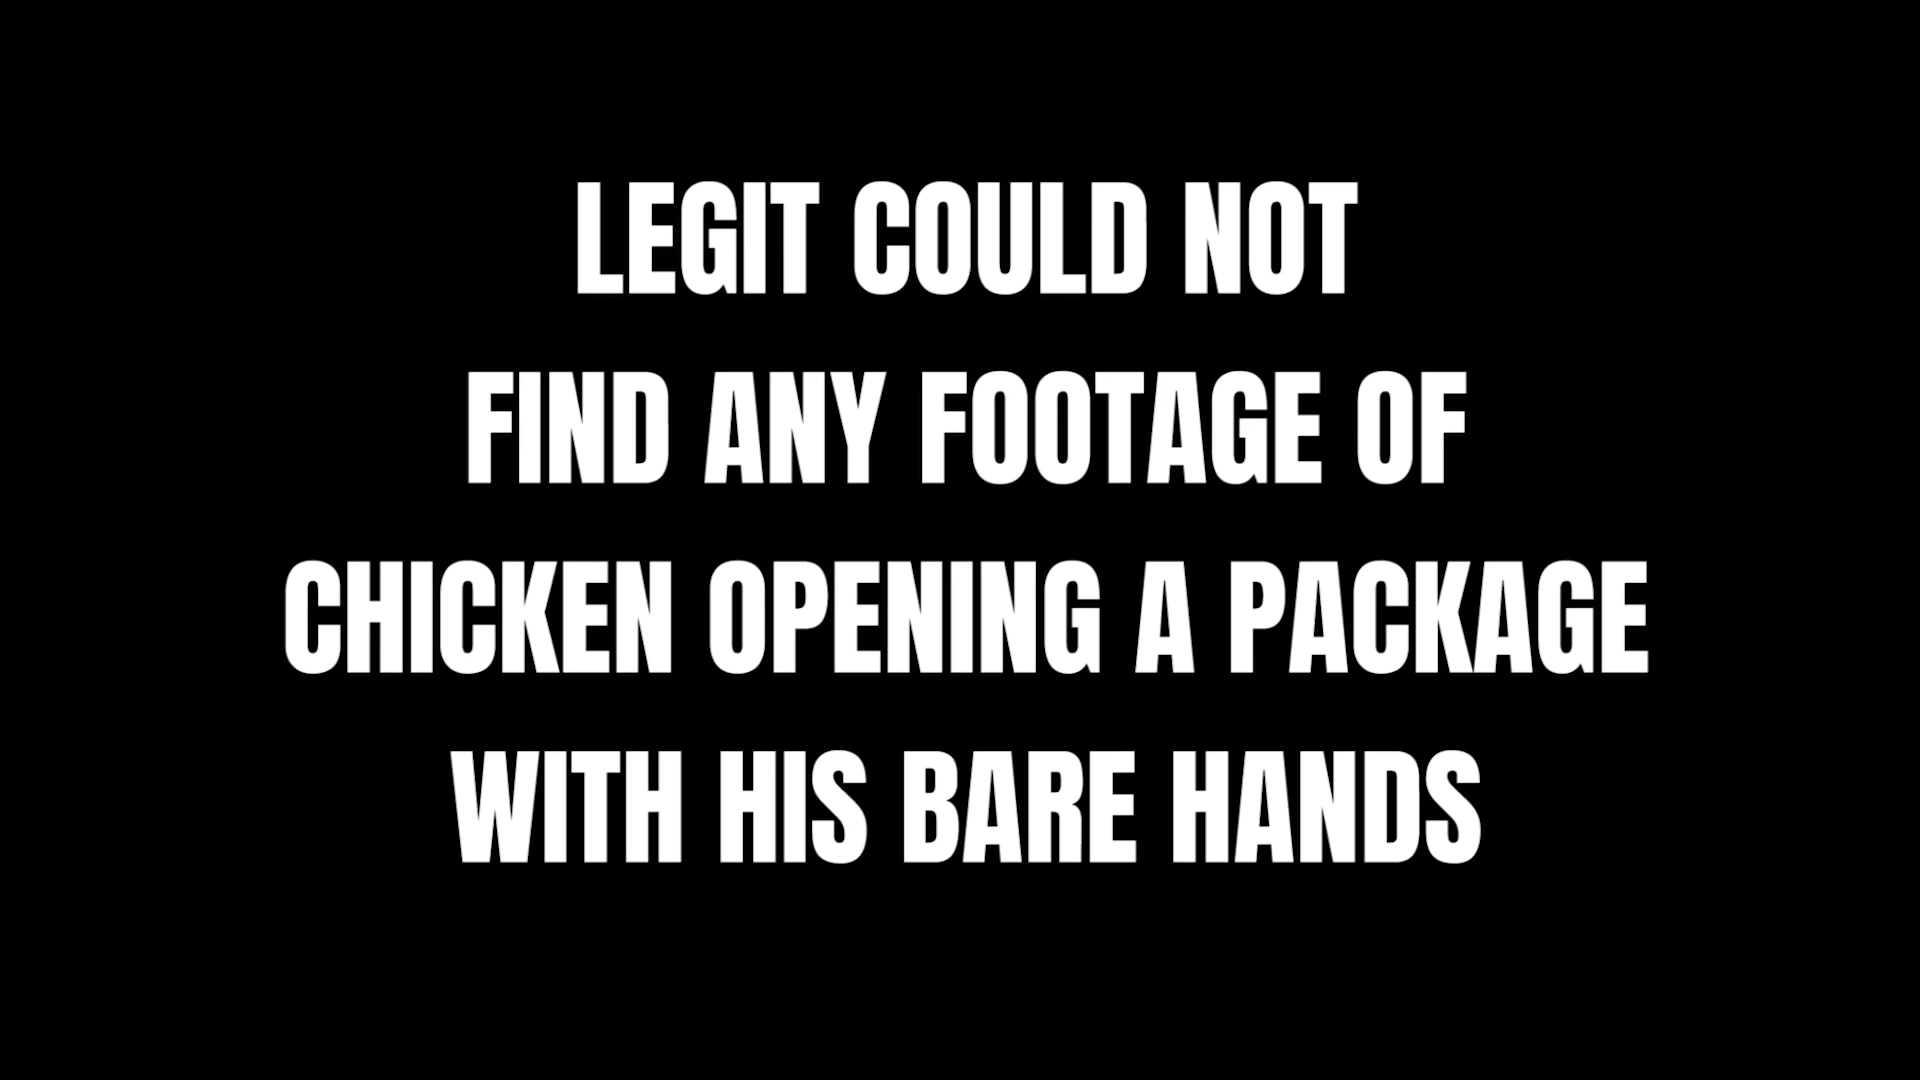 LEGIT COULD NOT
FIND ANY FOOTAGE OF
CHICKEN OPENING A PACKAGE
WITH HIS BARE HANDS